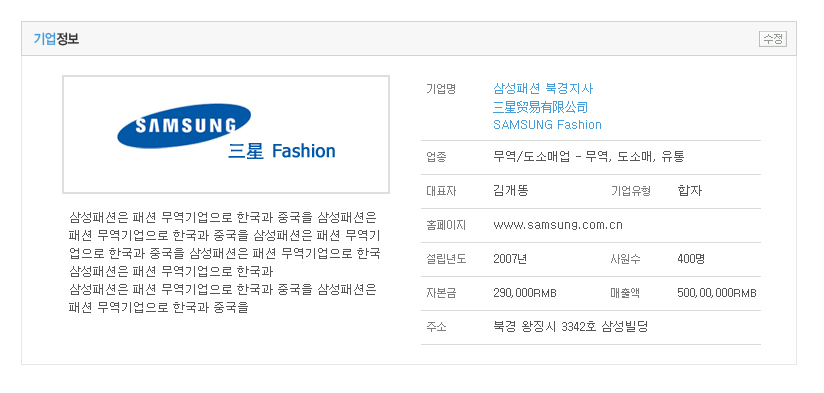 기업정보
수정
SAMSUNG
三星 Fashion
삼성패션은 패션 무역기업으로 한국과 중국을 삼성패션은
패션 무역기업으로 한국과 중국을 삼성패션은 패션 무역기
업으로 한국과 중국을 삼성패션은 패션 무역기업으로 한국
삼성패션은 패션 무역기업으로 한국과
삼성패션은 패션 무역기업으로 한국과 중국을 삼성패션은
패션 무역기업으로 한국과 중국을
기업명 삼성패션 북경지사
三星贸易有限公司
SAMSUNG Fashion
업종 무역/도소매업 - 무역, 도소매, 유통
대표자 김개똥 기업유형 합자
홈페이지 www.samsung.com.cn
설립년도 2007년 사원수 400명
자본금 290,000RMB 매출액 500,00,000RMB
주소 북경 왕징시 3342호 삼성빌딩